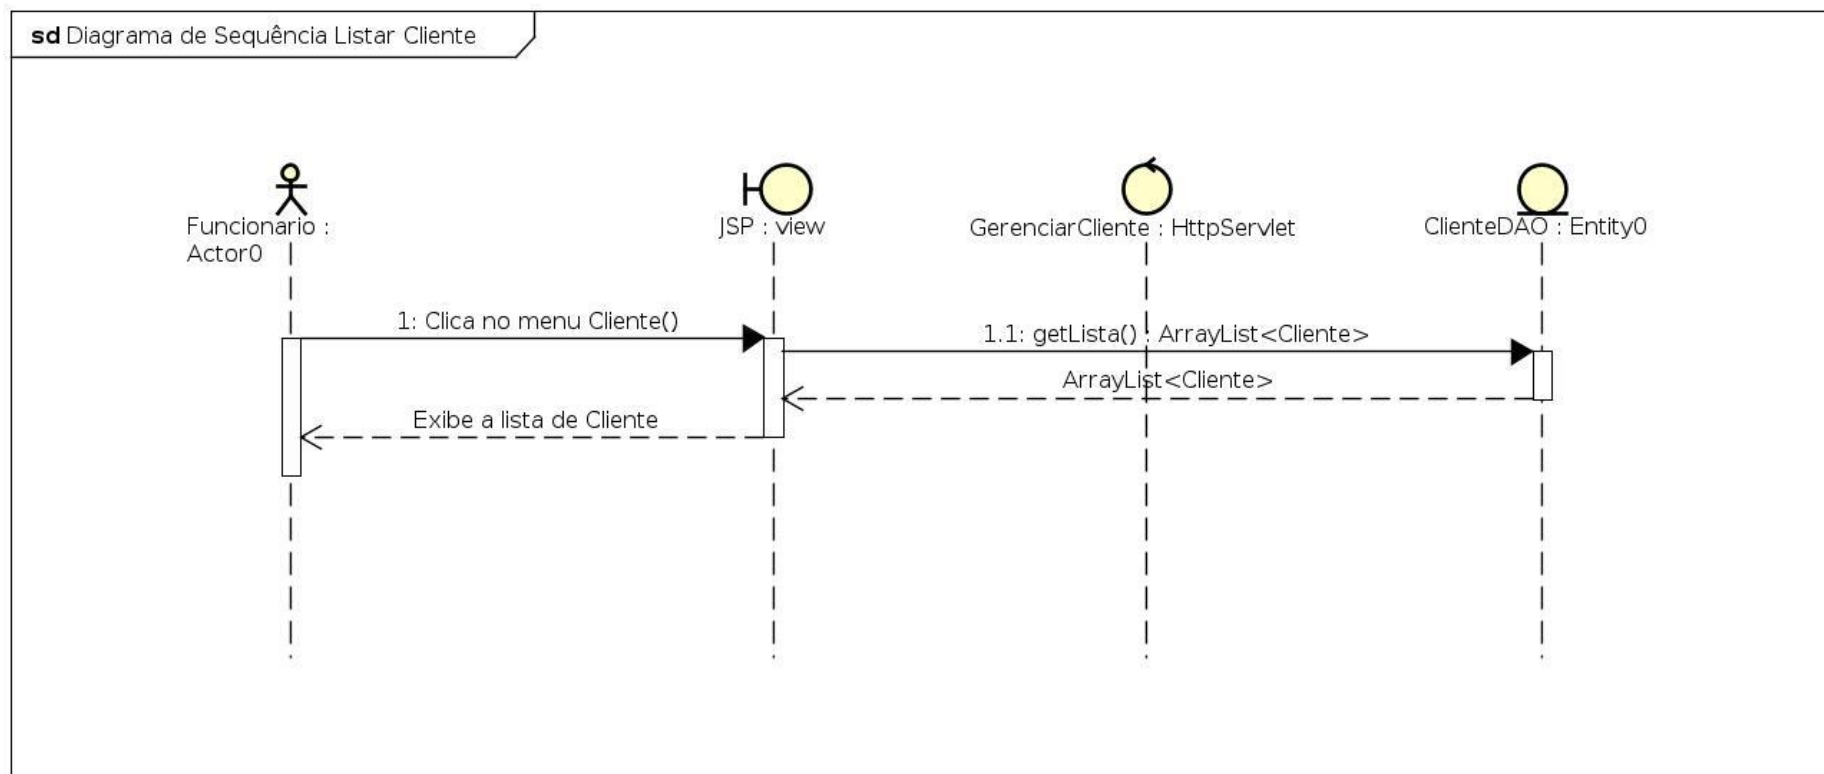 sd Diagrama de Sequência Listar Cliente
Funcionario :
Actor0
JSP : view
GerenciarCliente : HttpServlet
ClienteDAO : Entity0
1: Clica no menu Cliente()
1.1: getLista() : ArrayList<Cliente>
ArrayList<Cliente>
Exibe a lista de Cliente